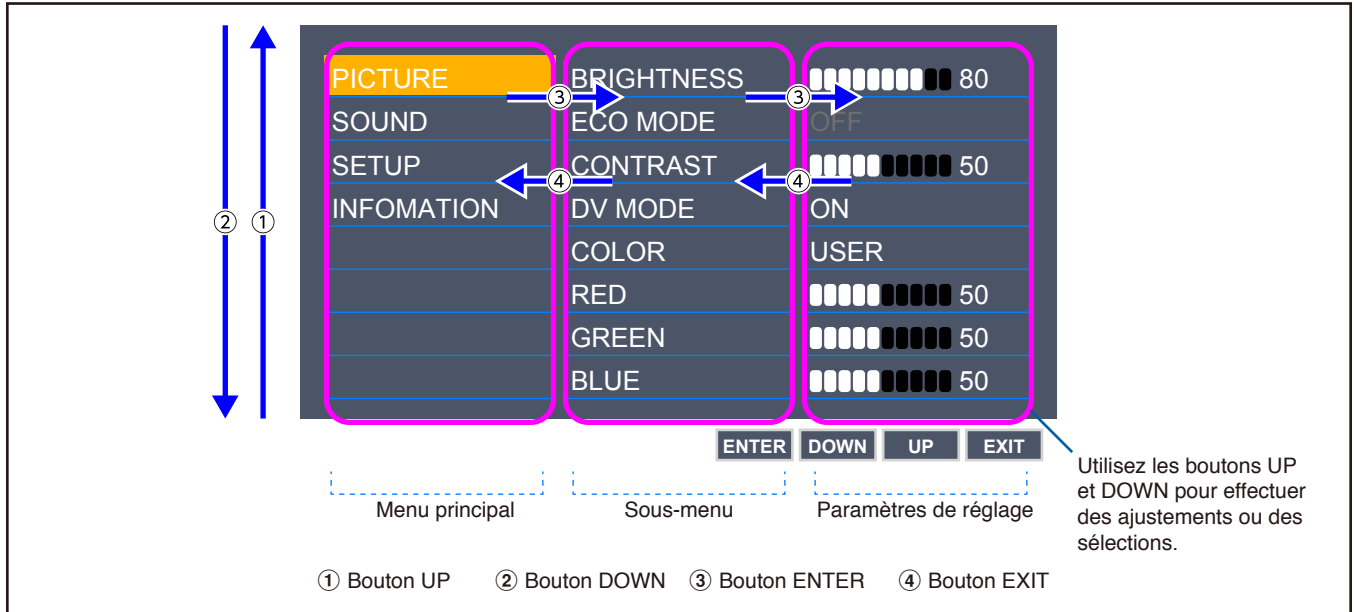 PICTURE BRIGHTNESS 80
③ ③
SOUND ECO MODE OFF
SETUP CONTRAST 50
④ ④
INFOMATION DV MODE ON
② ①
COLOR USER
RED 50
GREEN 50
BLUE 50
ENTER DOWN UP EXIT
Utilisez les boutons UP
et DOWN pour effectuer
des ajustements ou des
sélections.
Menu principal Sous-menu Paramètres de réglage
① Bouton UP ② Bouton DOWN ③ Bouton ENTER ④ Bouton EXIT